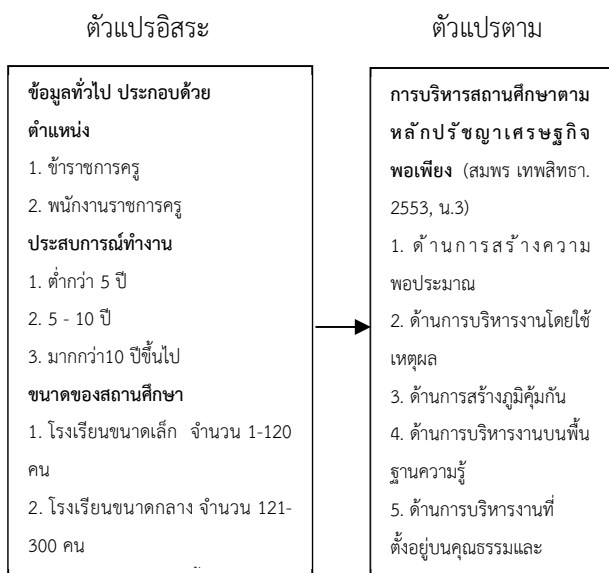 ตัวแปรอิสระ
ข้อมูลทั่วไป ประกอบด้วย
ตำแหน่ง
1. ข้าราชการครู
2. พนักงานราชการครู
ประสบการณ์ทำงาน
1. ต่ำกว่า 5 ปี
2. 5 - 10 ปี
3. มากกว่า10 ปีขึ้นไป
ขนาดของสถานศึกษา
1. โรงเรียนขนาดเล็ก จำนวน 1-120
คน
2. โรงเรียนขนาดกลาง จำนวน 121-
300 คน
ตัวแปรตาม
การบริหารสถานศึกษาตาม
หลักปรัชญาเศรษฐกิจ
พอเพียง (สมพร เทพสิทธา.
2553, น.3)
1. ด้านการสร้างความ
พอประมาณ
2. ด้านการบริหารงานโดยใช้
เหตุผล
3. ด้านการสร้างภูมิคุ้มกัน
4. ด้านการบริหารงานบนพื้น
ฐานความรู้
5. ด้านการบริหารงานที่
ตั้งอยู่บนคุณธรรมและ